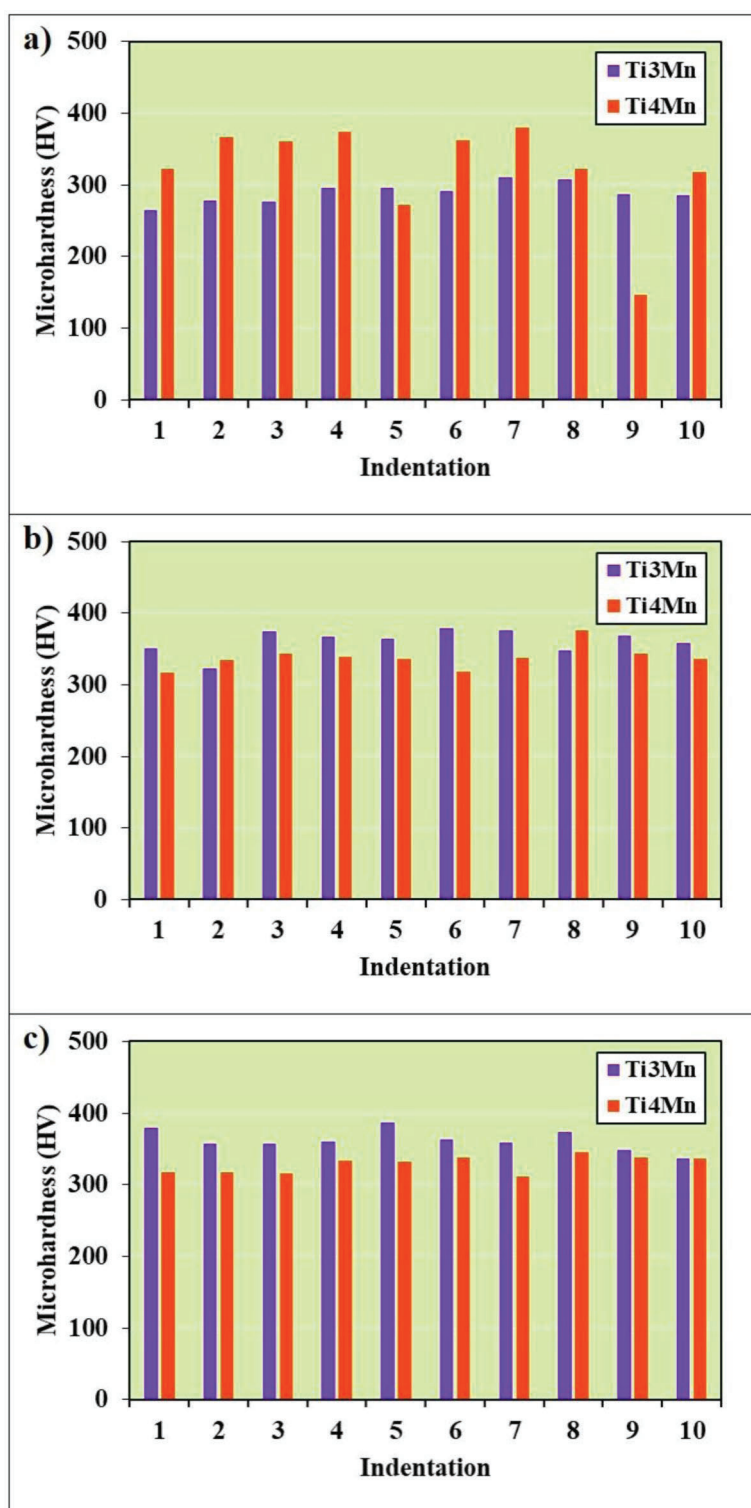 a)
500
400
300
200
100
0
Microhardness (HV)
Ti3Mn
Ti4Mn
1 2 3 4 5 6 7 8 9 10
Indentation
b)
500
400
300
200
100
0
Microhardness (HV)
Ti3Mn
Ti4Mn
1 2 3 4 5 6 7 8 9 10
Indentation
c)
500
400
300
200
100
0
Microhardness (HV)
Ti3Mn
Ti4Mn
1 2 3 4 5 6 7 8 9 10
Indentation